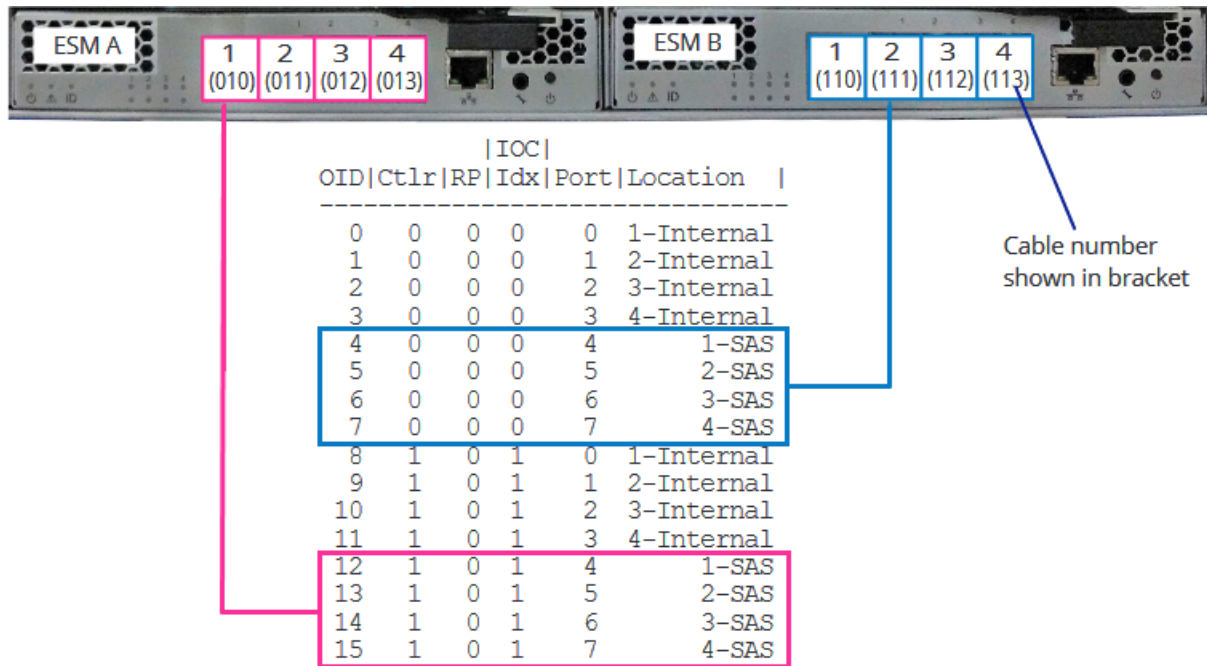 ESM A
1 2 3 4
(010) (011) (012) (013)
ID
ESM B
1 2 3 4
(110) (111) (112) (113)
ID
Cable number
shown in bracket
|IOC|
OID|Ctlr|RP|Idx|Port|Location |
--------------------------------
0 0 0 0 0 1-Internal
1 0 0 0 1 2-Internal
2 0 0 0 2 3-Internal
3 0 0 0 3 4-Internal
4 0 0 0 4 1-SAS
5 0 0 0 5 2-SAS
6 0 0 0 6 3-SAS
7 0 0 0 7 4-SAS
8 1 0 1 0 1-Internal
9 1 0 1 1 2-Internal
10 1 0 1 2 3-Internal
11 1 0 1 3 4-Internal
12 1 0 1 4 1-SAS
13 1 0 1 5 2-SAS
14 1 0 1 6 3-SAS
15 1 0 1 7 4-SAS